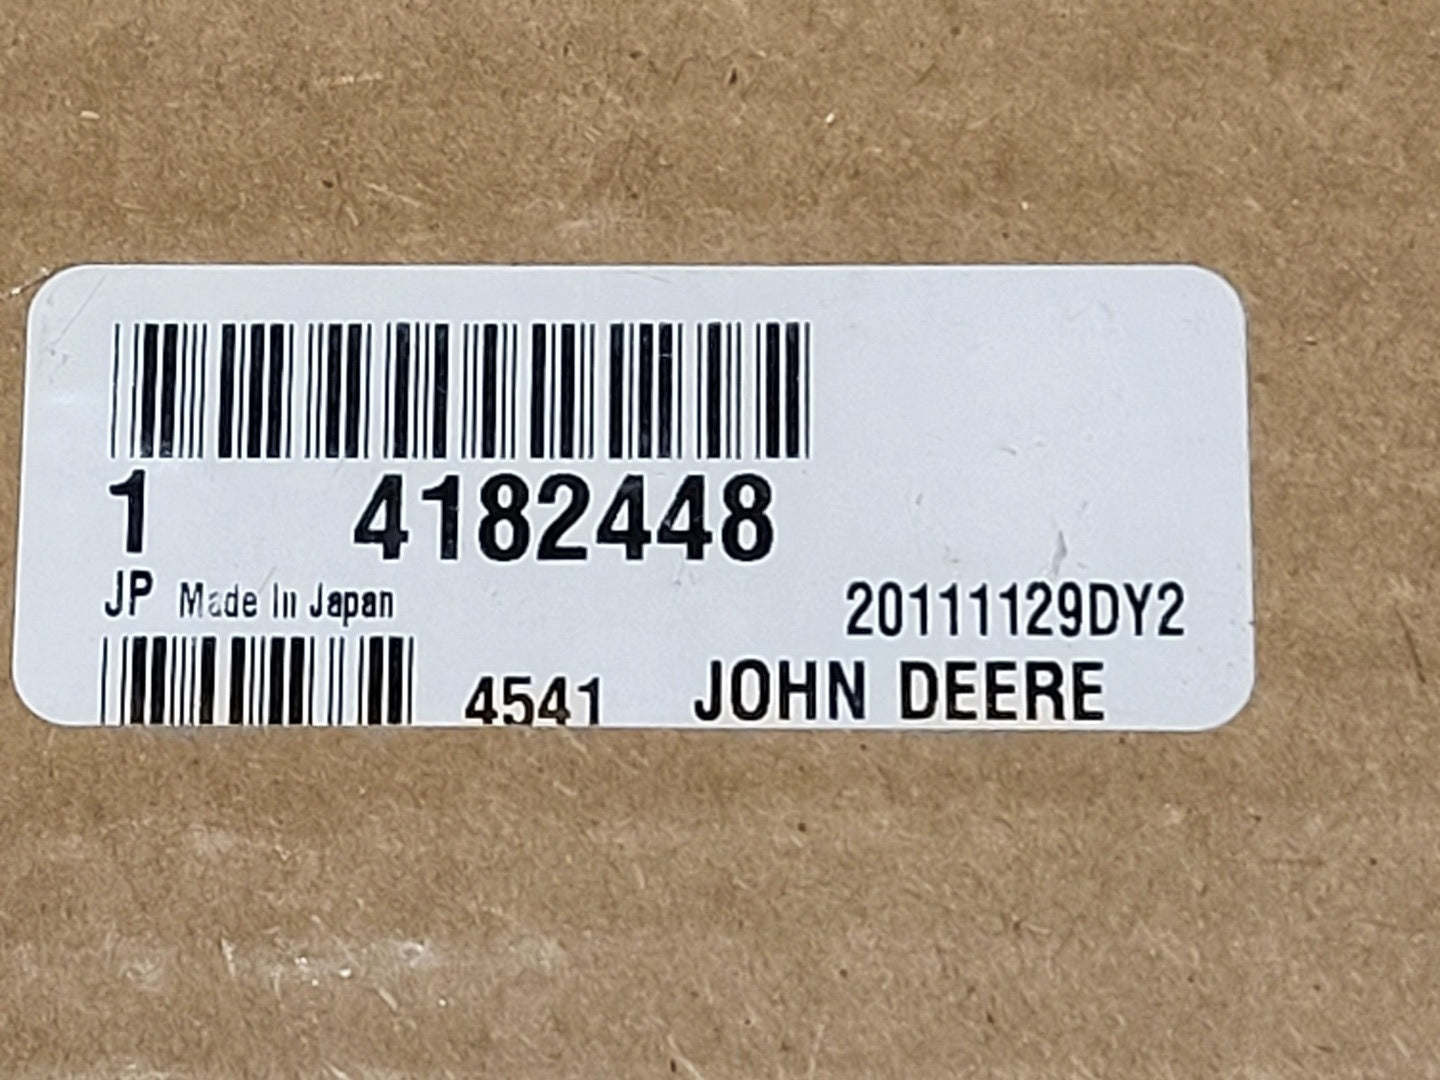 1 4182448
JP Made In Japan
20111129DY2
4541 JOHN DEERE